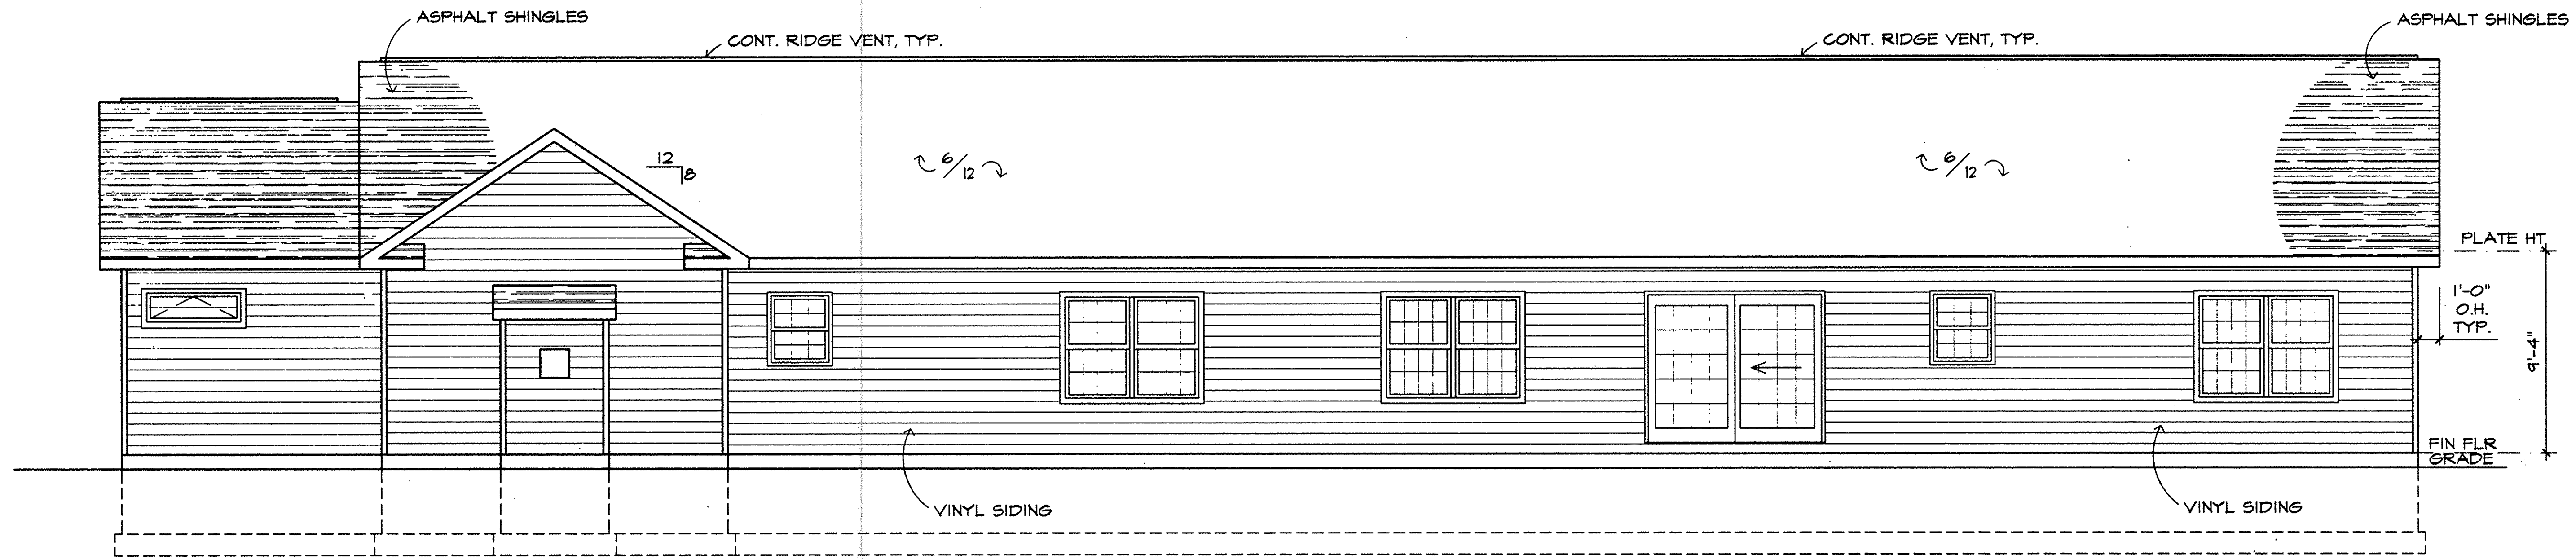 ASPHALT SHINGLES
CONT. RIDGE VENT, TYP.
CONT. RIDGE VENT, TYP.
ASPHALT SHINGLES
12
8
6/12
6/12
PLATE HT.
1'-0"
O.H.
TYP.
9'-4"
FIN FLR
GRADE
VINYL SIDING
VINYL SIDING